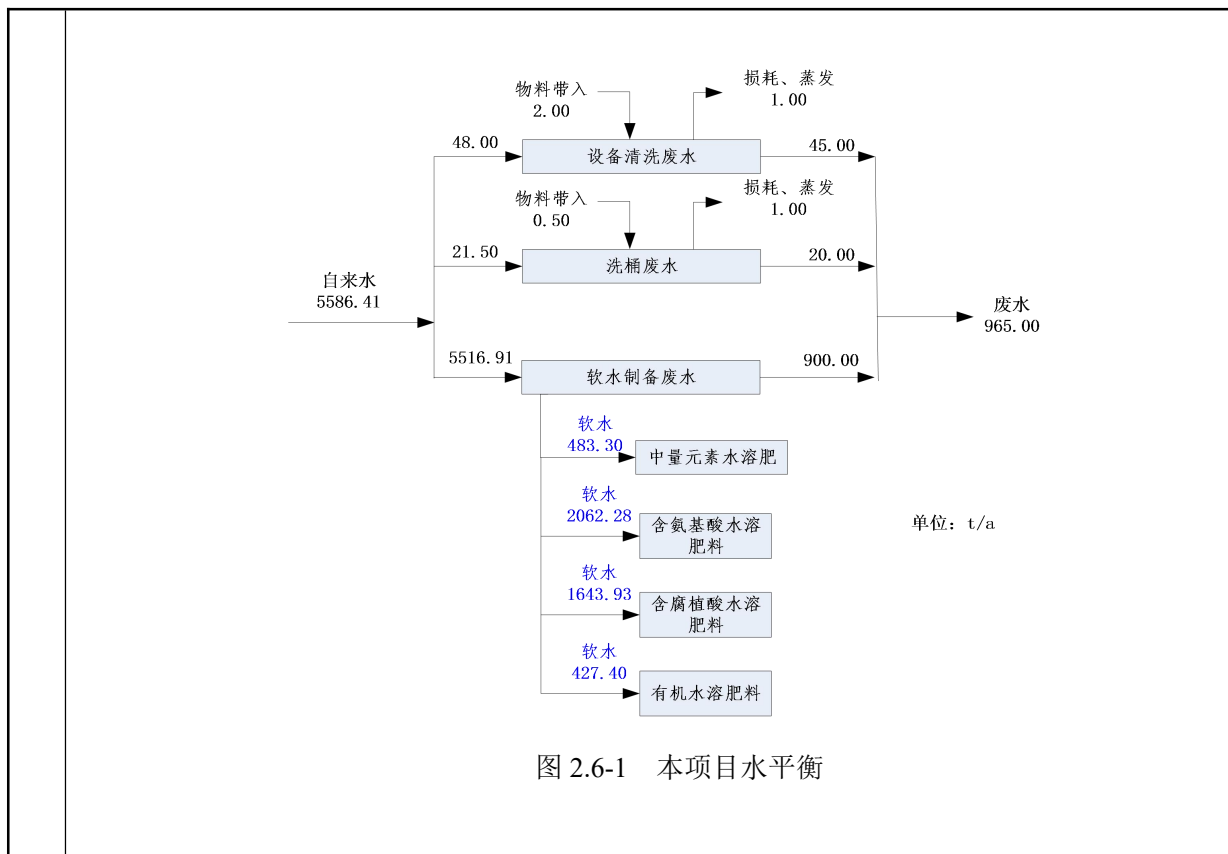 物料带入
2.00
损耗、蒸发
1.00
48.00
设备清洗废水
45.00
物料带入
0.50
损耗、蒸发
1.00
21.50
洗桶废水
20.00
自来水
5586.41
废水
965.00
5516.91
软水制备废水
900.00
软水
483.30
中量元素水溶肥
软水
2062.28
含氨基酸水溶
肥料
单位：t/a
软水
1643.93
含腐植酸水溶
肥料
软水
427.40
有机水溶肥料
图 2.6-1 本项目水平衡